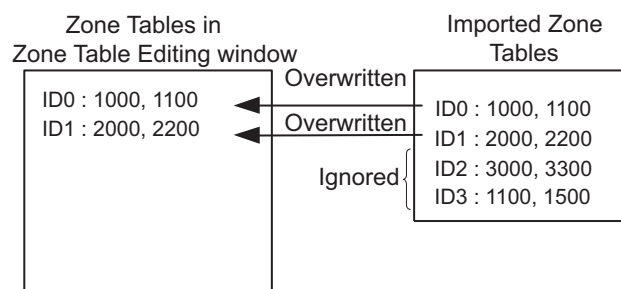 Zone Tables in
Zone Table Editing window
ID0 : 1000, 1100
ID1 : 2000, 2200
Overwritten
Overwritten
Ignored
Imported Zone
Tables
ID0 : 1000, 1100
ID1 : 2000, 2200
ID2 : 3000, 3300
ID3 : 1100, 1500